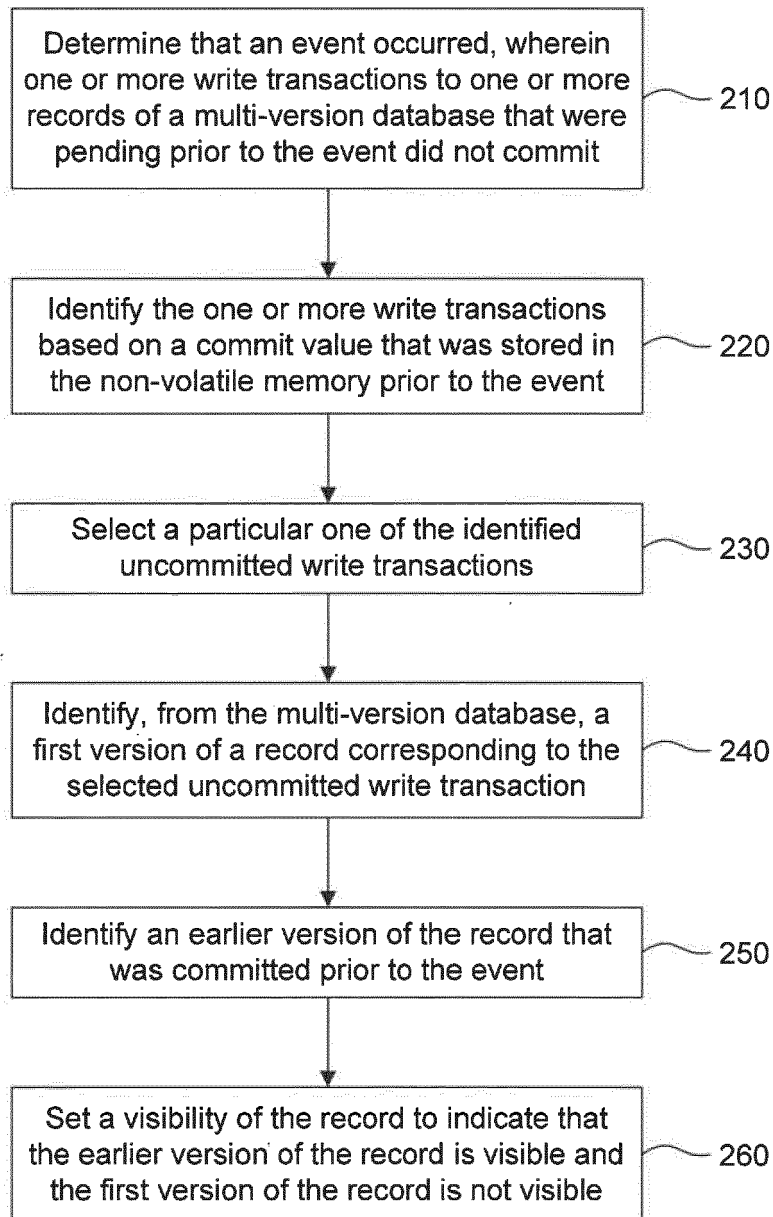 Determine that an event occurred, wherein
one or more write transactions to one or more
records of a multi-version database that were
pending prior to the event did not commit
210
Identify the one or more write transactions
based on a commit value that was stored in
the non-volatile memory prior to the event
220
Select a particular one of the identified
uncommitted write transactions
230
Identify, from the multi-version database, a
first version of a record corresponding to the
selected uncommitted write transaction
240
Identify an earlier version of the record that
was committed prior to the event
250
Set a visibility of the record to indicate that
the earlier version of the record is visible and
the first version of the record is not visible
260